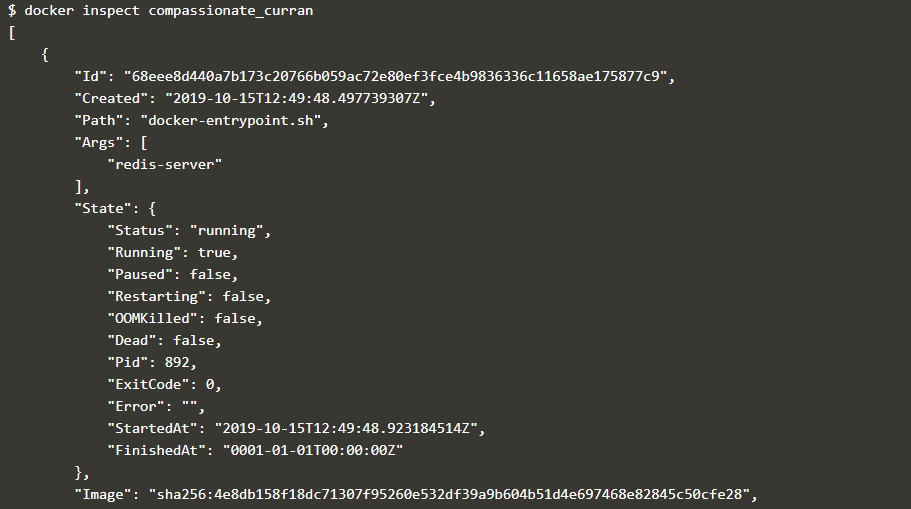 $ docker inspect compassionate_curran
[
    {
        "Id": "68eee8d440a7b173c20766b059ac72e80ef3fce4b9836336c11658ae175877c9",
        "Created": "2019-10-15T12:49:48.497739307Z",
        "Path": "docker-entrypoint.sh",
        "Args": [
            "redis-server"
        ],
        "State": {
            "Status": "running",
            "Running": true,
            "Paused": false,
            "Restarting": false,
            "OOMKilled": false,
            "Dead": false,
            "Pid": 892,
            "ExitCode": 0,
            "Error": "",
            "StartedAt": "2019-10-15T12:49:48.923184514Z",
            "FinishedAt": "0001-01-01T00:00:00Z"
        },
        "Image": "sha256:4e8db158f18dc71307f95260e532df39a9b604b51d4e697468e82845c50cfe28",